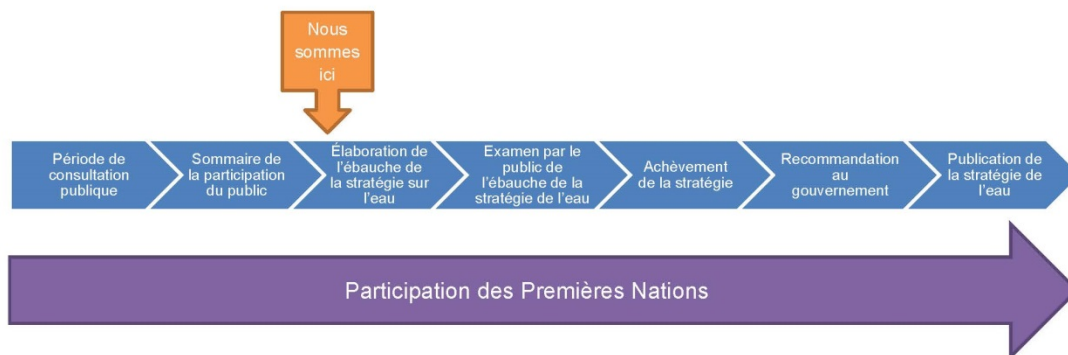 Nous
sommes
ici
Période de
consultation
publique
Sommaire de
la participation
du public
Élaboration de
l'ébauche de
la stratégie sur
l'eau
Examen par le
public de
l'ébauche de la
stratégie de l'eau
Achèvement
de la stratégie
Recommandation
au
gouvernement
Publication de
la stratégie de
l'eau
Participation des Premières Nations